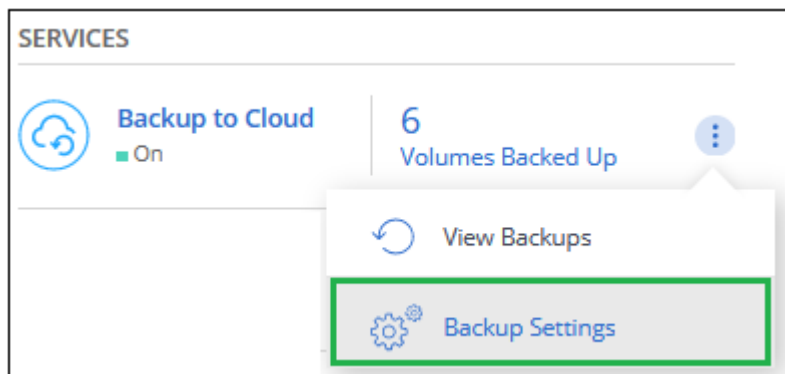 SERVICES
Backup to Cloud
On
6
Volumes Backed Up
View Backups
Backup Settings